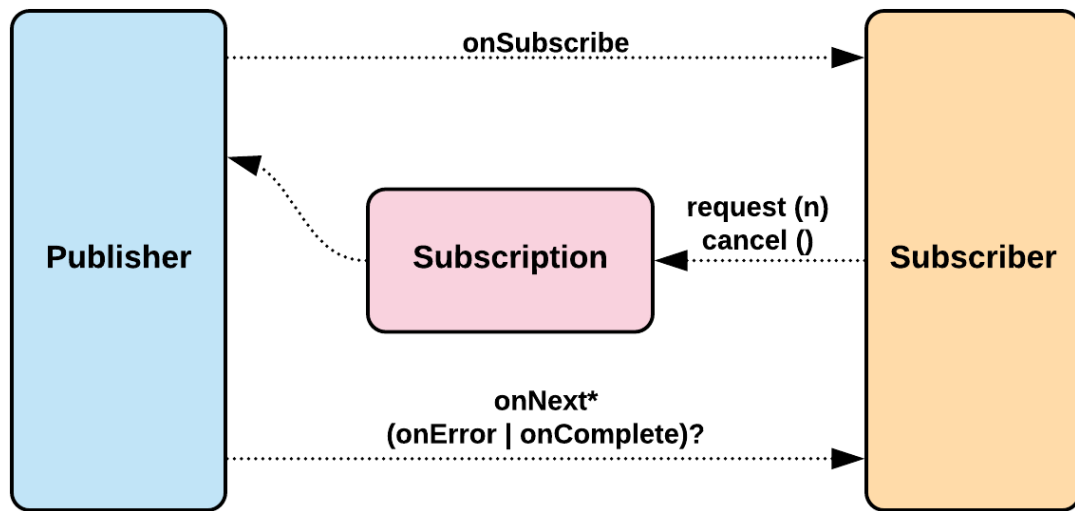 onSubscribe
request (n)
cancel ()
Publisher
Subscription
Subscriber
onNext*
(onError | onComplete)?